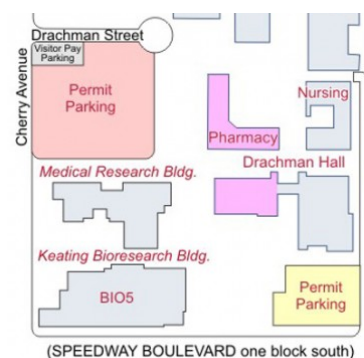 Drachman Street
Visitor Pay
Parking
Cherry Avenue
Permit
Parking
Nursing
Pharmacy
Drachman Hall
Medical Research Bldg.
Keating Bioresearch Bldg.
BIO5
Permit
Parking
(SPEEDWAY BOULEVARD one block south)